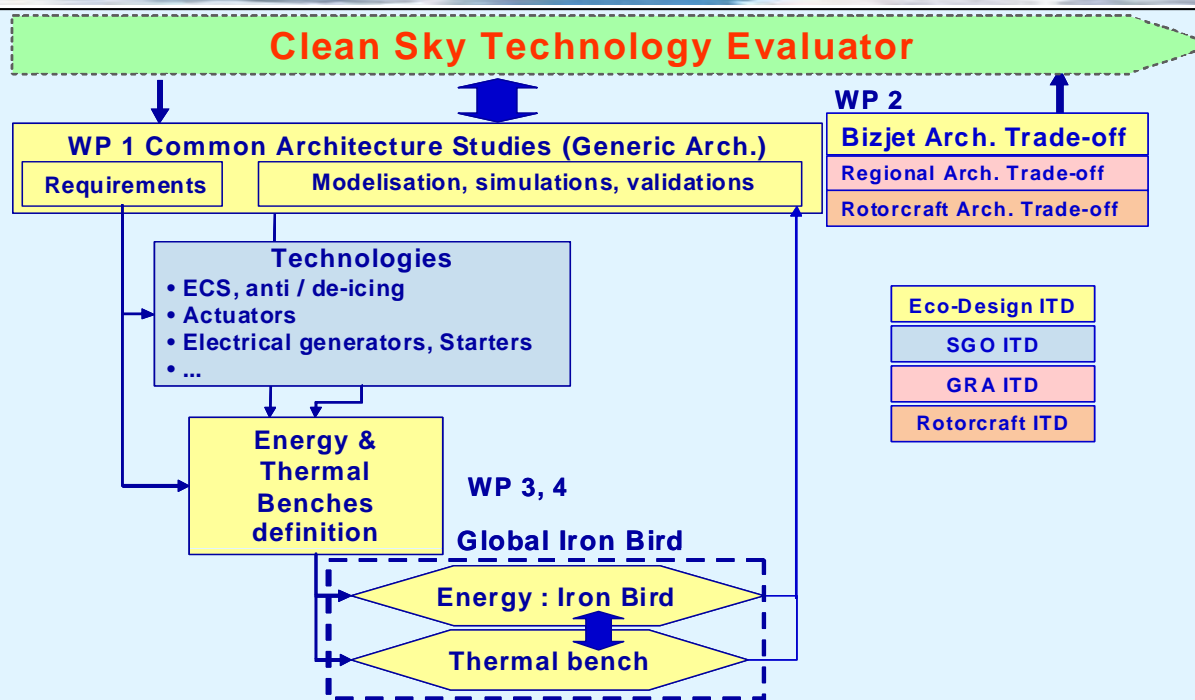 Clean Sky Technology Evaluator
WP 2
WP 1 Common Architecture Studies (Generic Arch.)
Requirements
Modelisation, simulations, validations
Bizjet Arch. Trade-off
Regional Arch. Trade-off
Rotorcraft Arch. Trade-off
Technologies
• ECS, anti / de-icing
• Actuators
• Electrical generators, Starters
• ...
Eco-Design ITD
SGO ITD
GRA ITD
Rotorcraft ITD
Energy &
Thermal
Benches
definition
WP 3, 4
Global Iron Bird
Energy : Iron Bird
Thermal bench